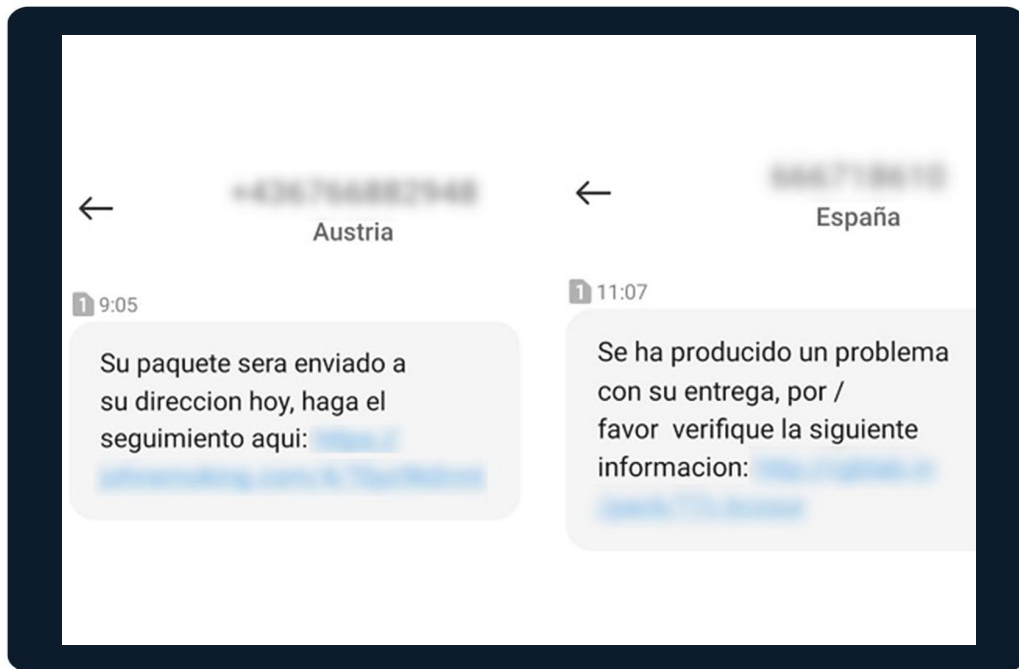 Austria
1 9:05
Su paquete sera enviado a
su direccion hoy, haga el
seguimiento aqui:
España
1 11:07
Se ha producido un problema
con su entrega, por /
favor  verifique la siguiente
informacion: